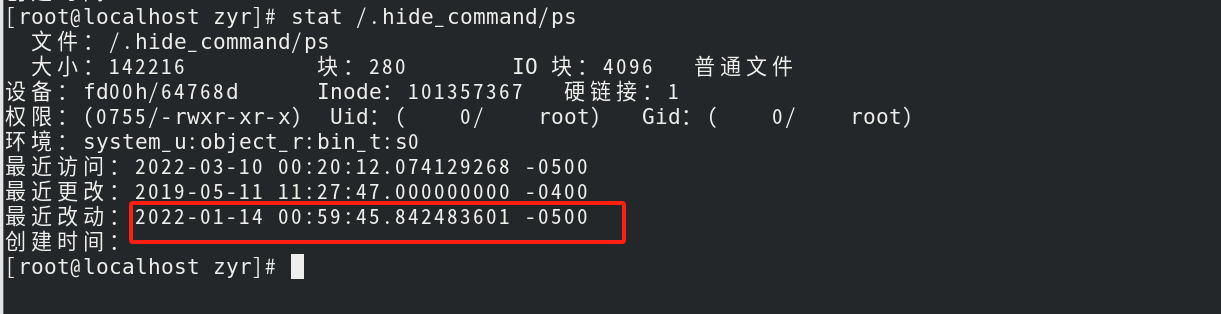 [root@localhost zyr]# stat /.hide_command/ps
文件：/.hide_command/ps
大小：142216 块：280 IO 块：4096 普通文件
设备：fd00h/64768d Inode：101357367 硬链接：1
权限：(0755/-rwxr-xr-x) Uid：( 0/ root) Gid：( 0/ root)
环境：system_u:object_r:bin_t:s0
最近访问：2022-03-10 00:20:12.074129268 -0500
最近更改：2019-05-11 11:27:47.000000000 -0400
最近改动：2022-01-14 00:59:45.842483601 -0500
创建时间：
[root@localhost zyr]#